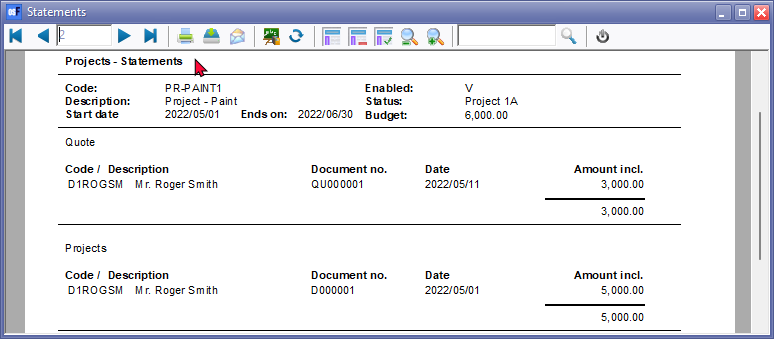 Statements
2
Projects - Statements
Code: PR-PAINT1 Enabled: V
Description: Project - Paint Status: Project 1A
Start date 2022/05/01 Ends on: 2022/06/30 Budget: 6,000.00
Quote
Code / Description Document no. Date Amount incl.
D1ROGSM Mr. Roger Smith QU000001 2022/05/11 3,000.00
3,000.00
Projects
Code / Description Document no. Date Amount incl.
D1ROGSM Mr. Roger Smith D000001 2022/05/01 5,000.00
5,000.00